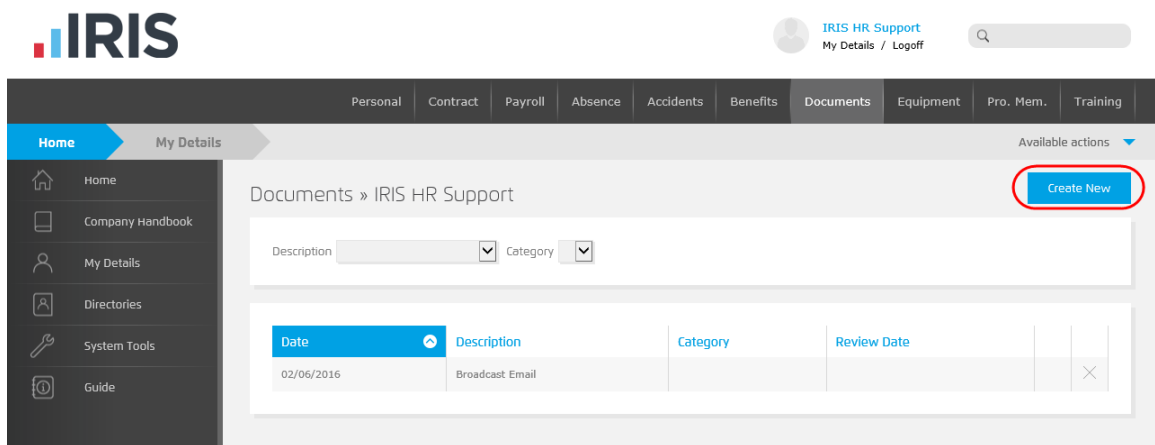 IRIS
IRIS HR Support
My Details / Logoff
Personal Contract Payroll Absence Accidents Benefits Documents Equipment Pro. Mem. Training
Home My Details Available actions
Home
Company Handbook
My Details
Directories
System Tools
Guide
Documents » IRIS HR Support
Create New
Description Category
Date Description Category Review Date
02/06/2016 Broadcast Email